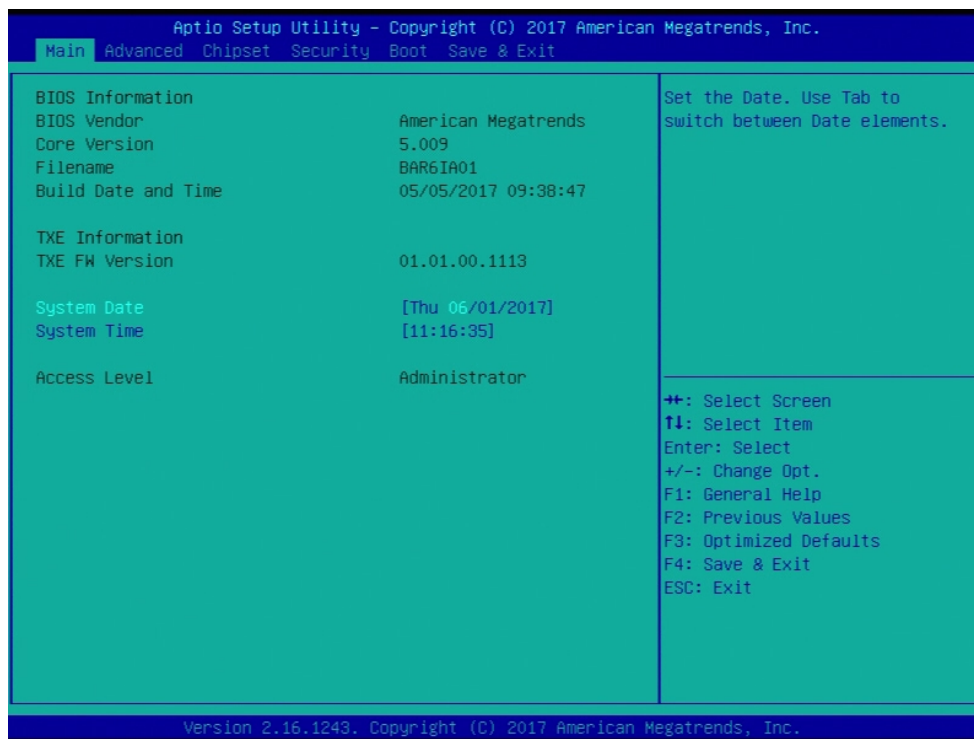 Aptio Setup Utility - Copyright (C) 2017 American Megatrends, Inc.
Main Advanced Chipset Security Boot Save & Exit
BIOS Information
BIOS Vendor American Megatrends
Core Version 5.009
Filename BAR6IA01
Build Date and Time 05/05/2017 09:38:47
TXE Information
TXE FW Version 01.01.00.1113
System Date [Thu 06/01/2017]
System Time [11:16:35]
Access Level Administrator
Set the Date. Use Tab to
switch between Date elements.
→←: Select Screen
↑↓: Select Item
Enter: Select
+/-: Change Opt.
F1: General Help
F2: Previous Values
F3: Optimized Defaults
F4: Save & Exit
ESC: Exit
Version 2.16.1243. Copyright (C) 2017 American Megatrends, Inc.